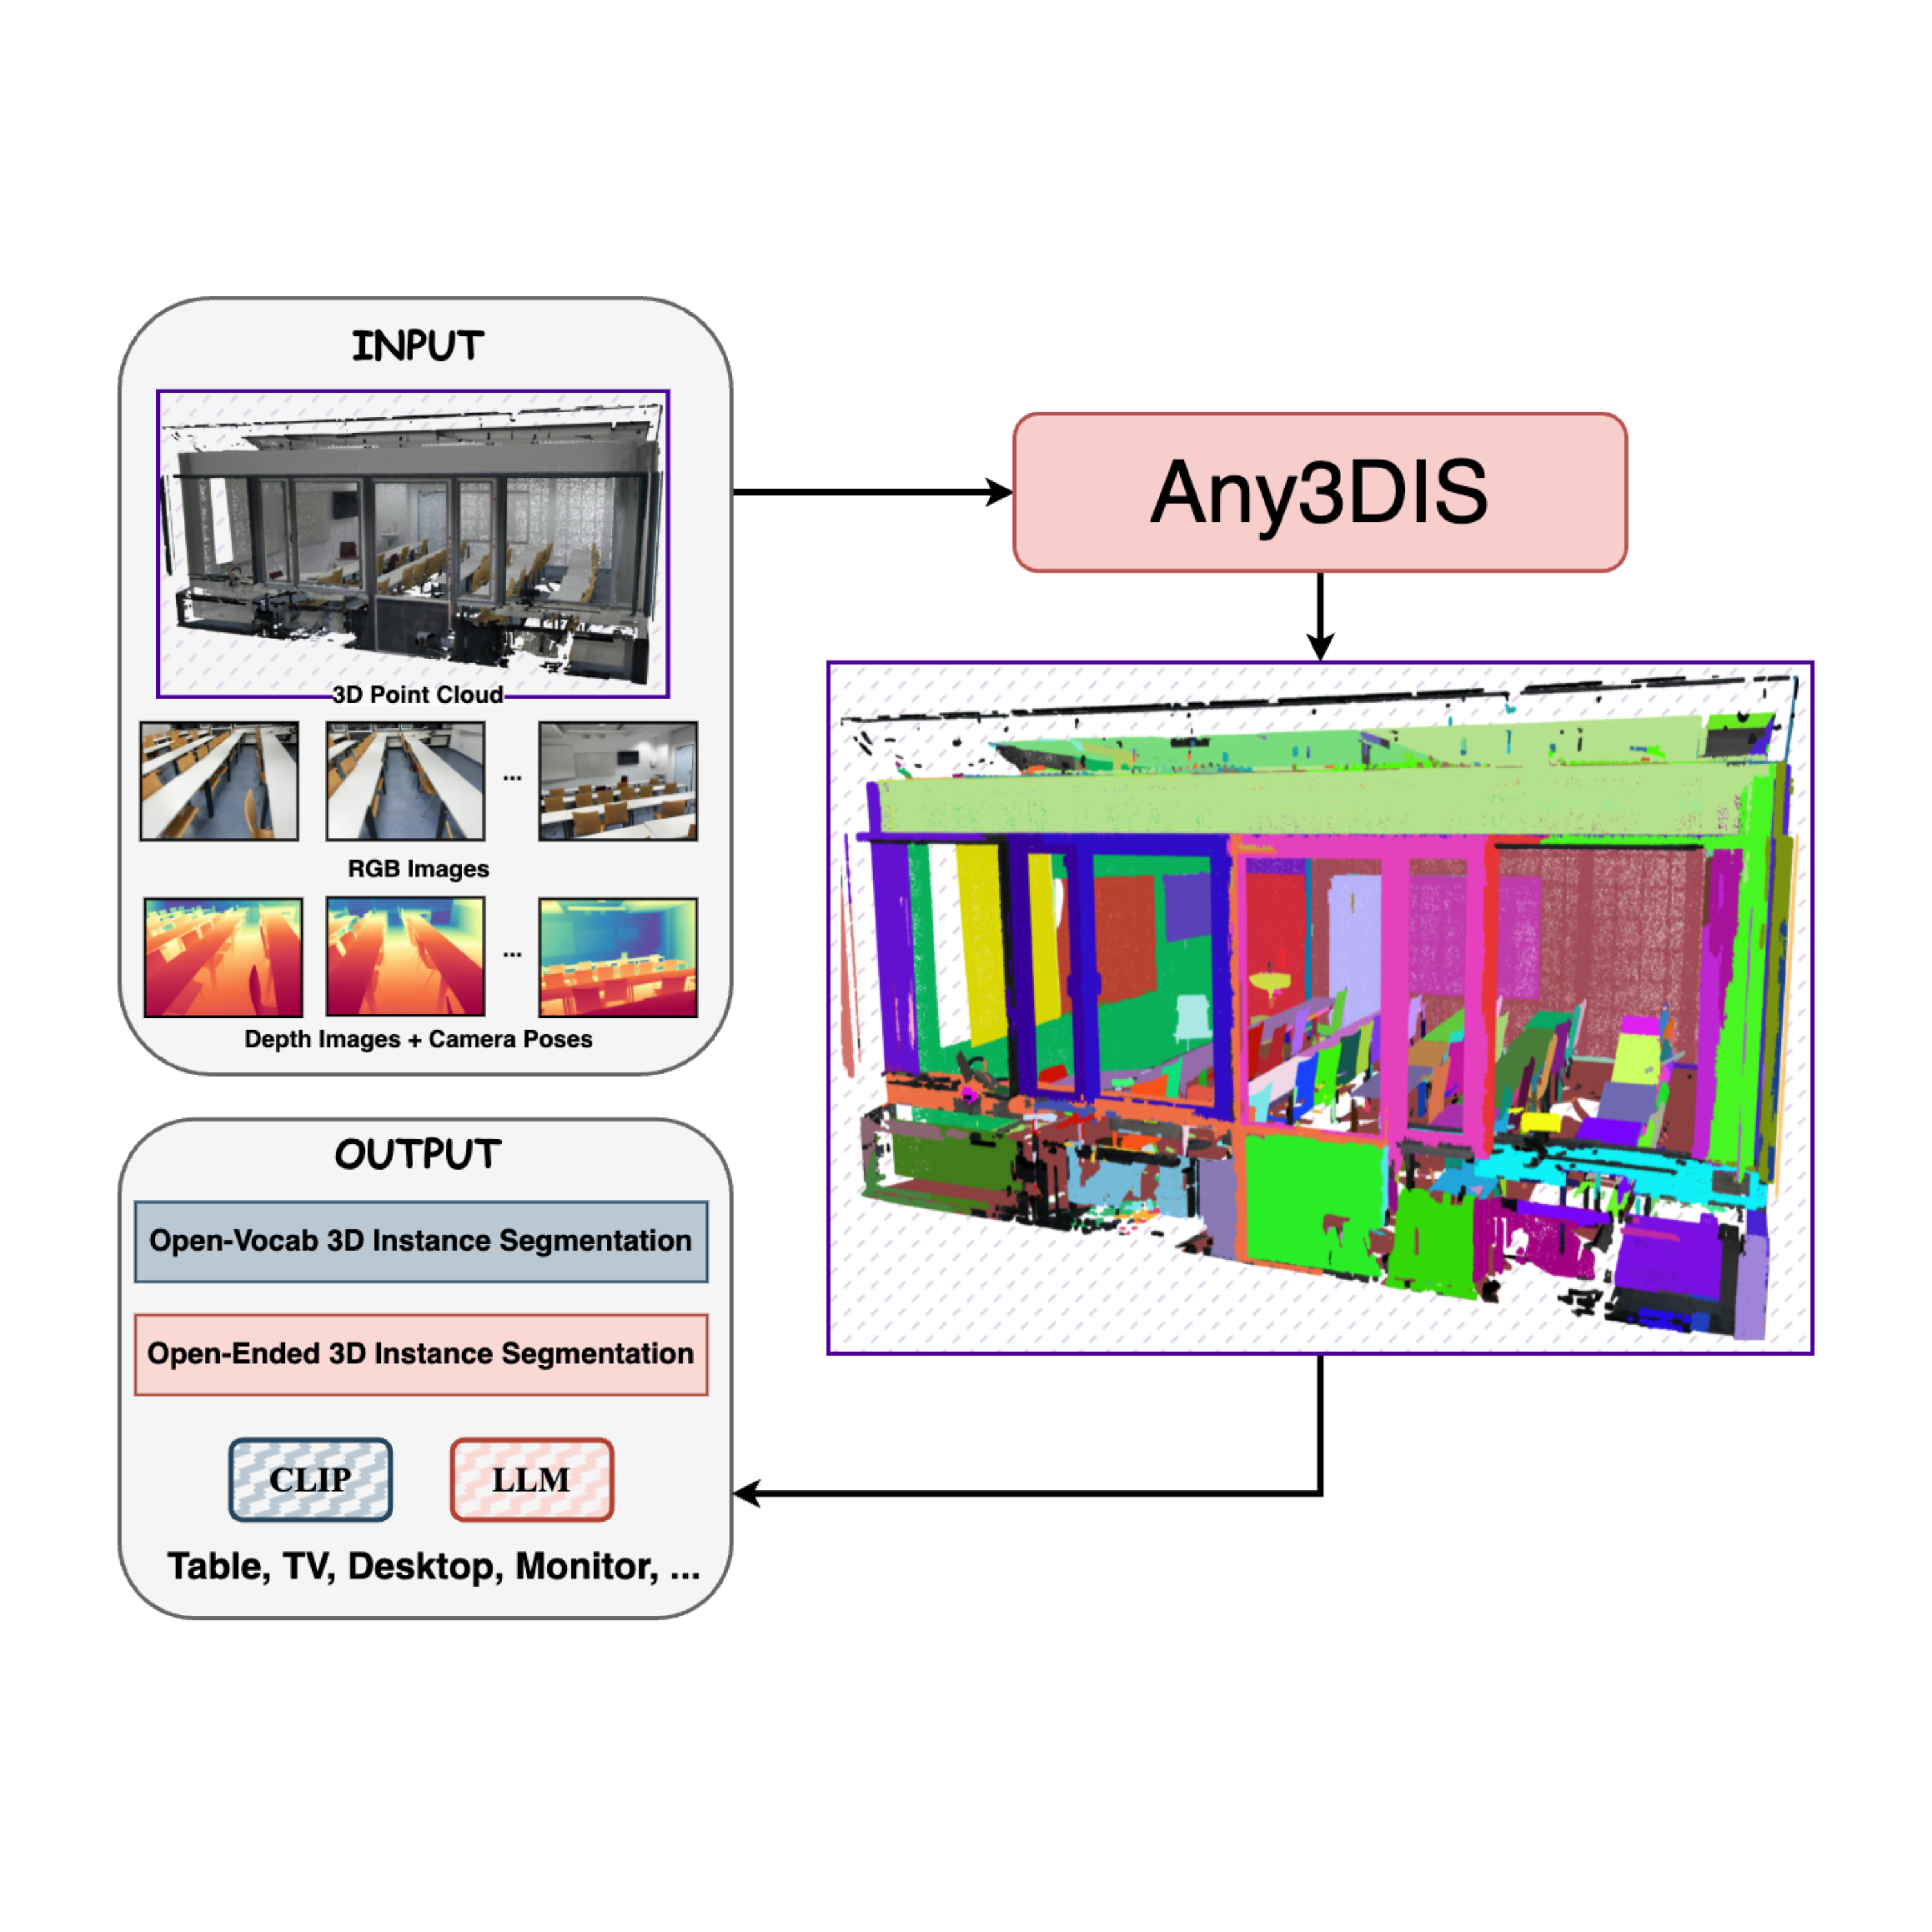 INPUT
3D Point Cloud
...
RGB Images
...
Depth Images + Camera Poses
Any3DIS
OUTPUT
Open-Vocab 3D Instance Segmentation
Open-Ended 3D Instance Segmentation
CLIP
LLM
Table, TV, Desktop, Monitor, ...